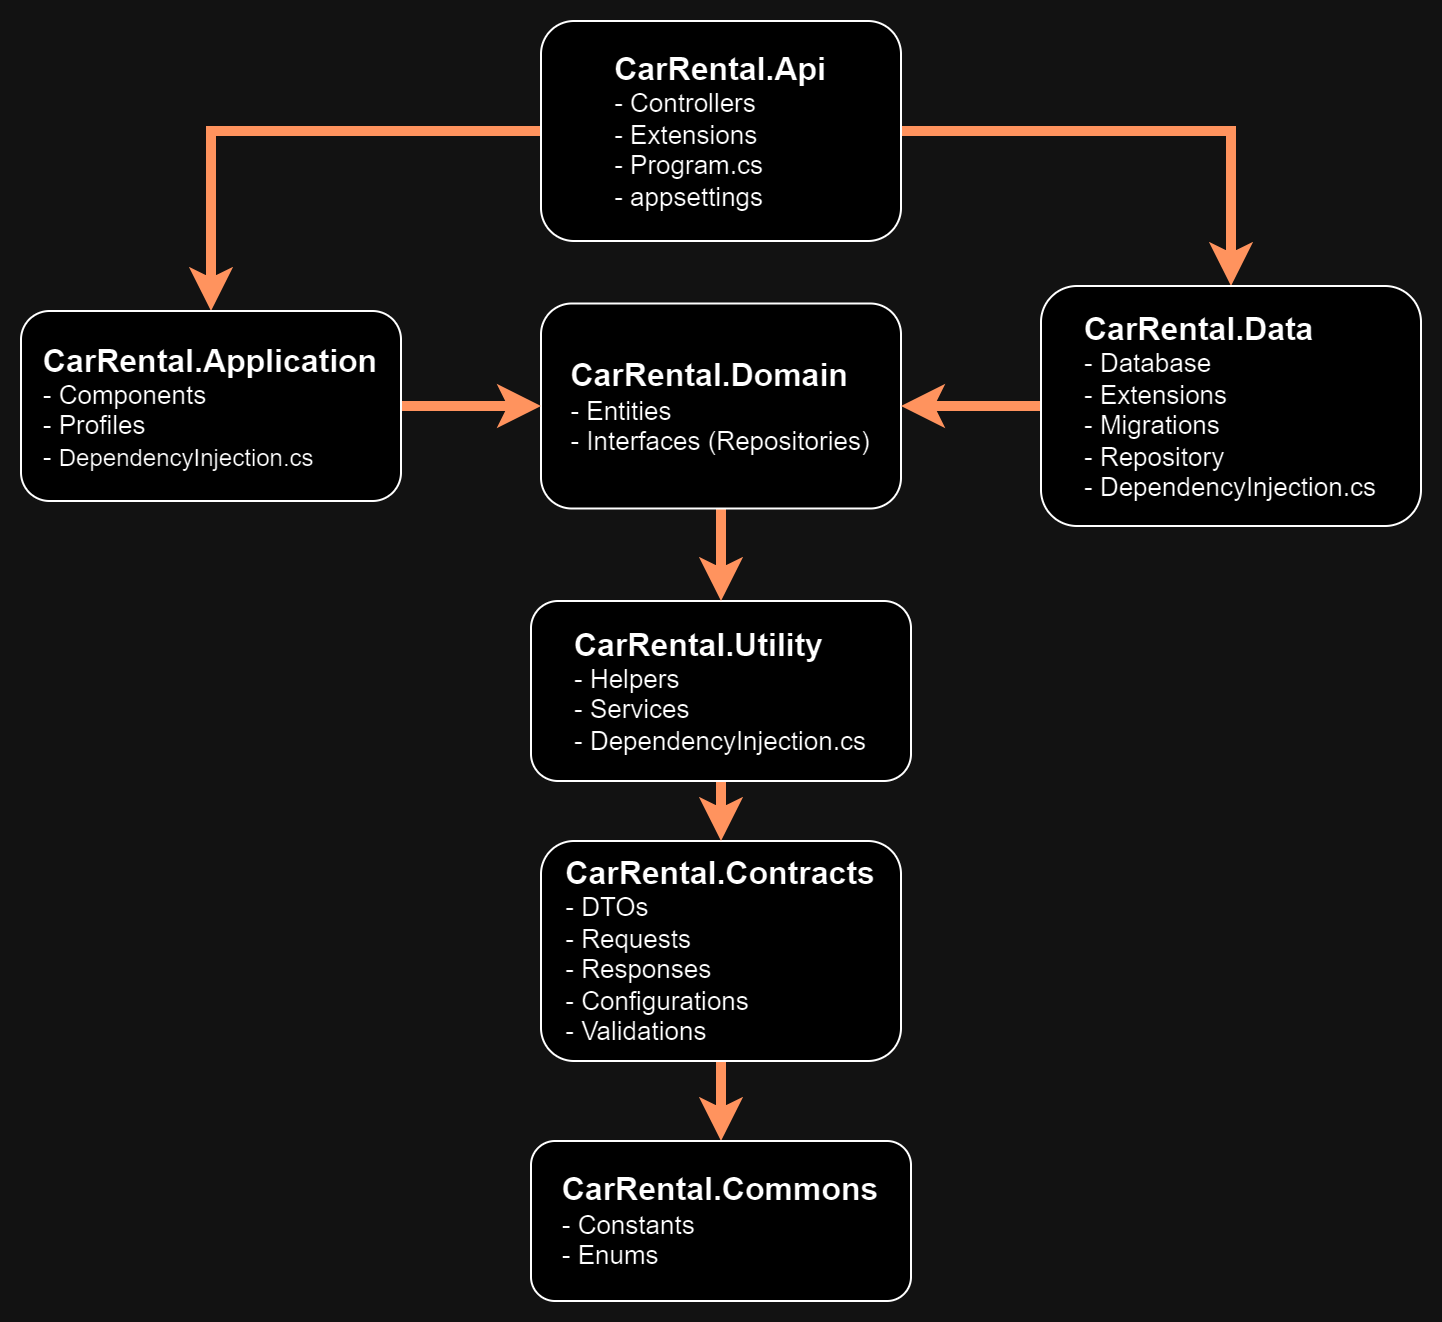 CarRental.Api
- Controllers
- Extensions
- Program.cs
- appsettings
CarRental.Application
- Components
- Profiles
- DependencyInjection.cs
CarRental.Domain
- Entities
- Interfaces (Repositories)
CarRental.Data
- Database
- Extensions
- Migrations
- Repository
- DependencyInjection.cs
CarRental.Utility
- Helpers
- Services
- DependencyInjection.cs
CarRental.Contracts
- DTOs
- Requests
- Responses
- Configurations
- Validations
CarRental.Commons
- Constants
- Enums